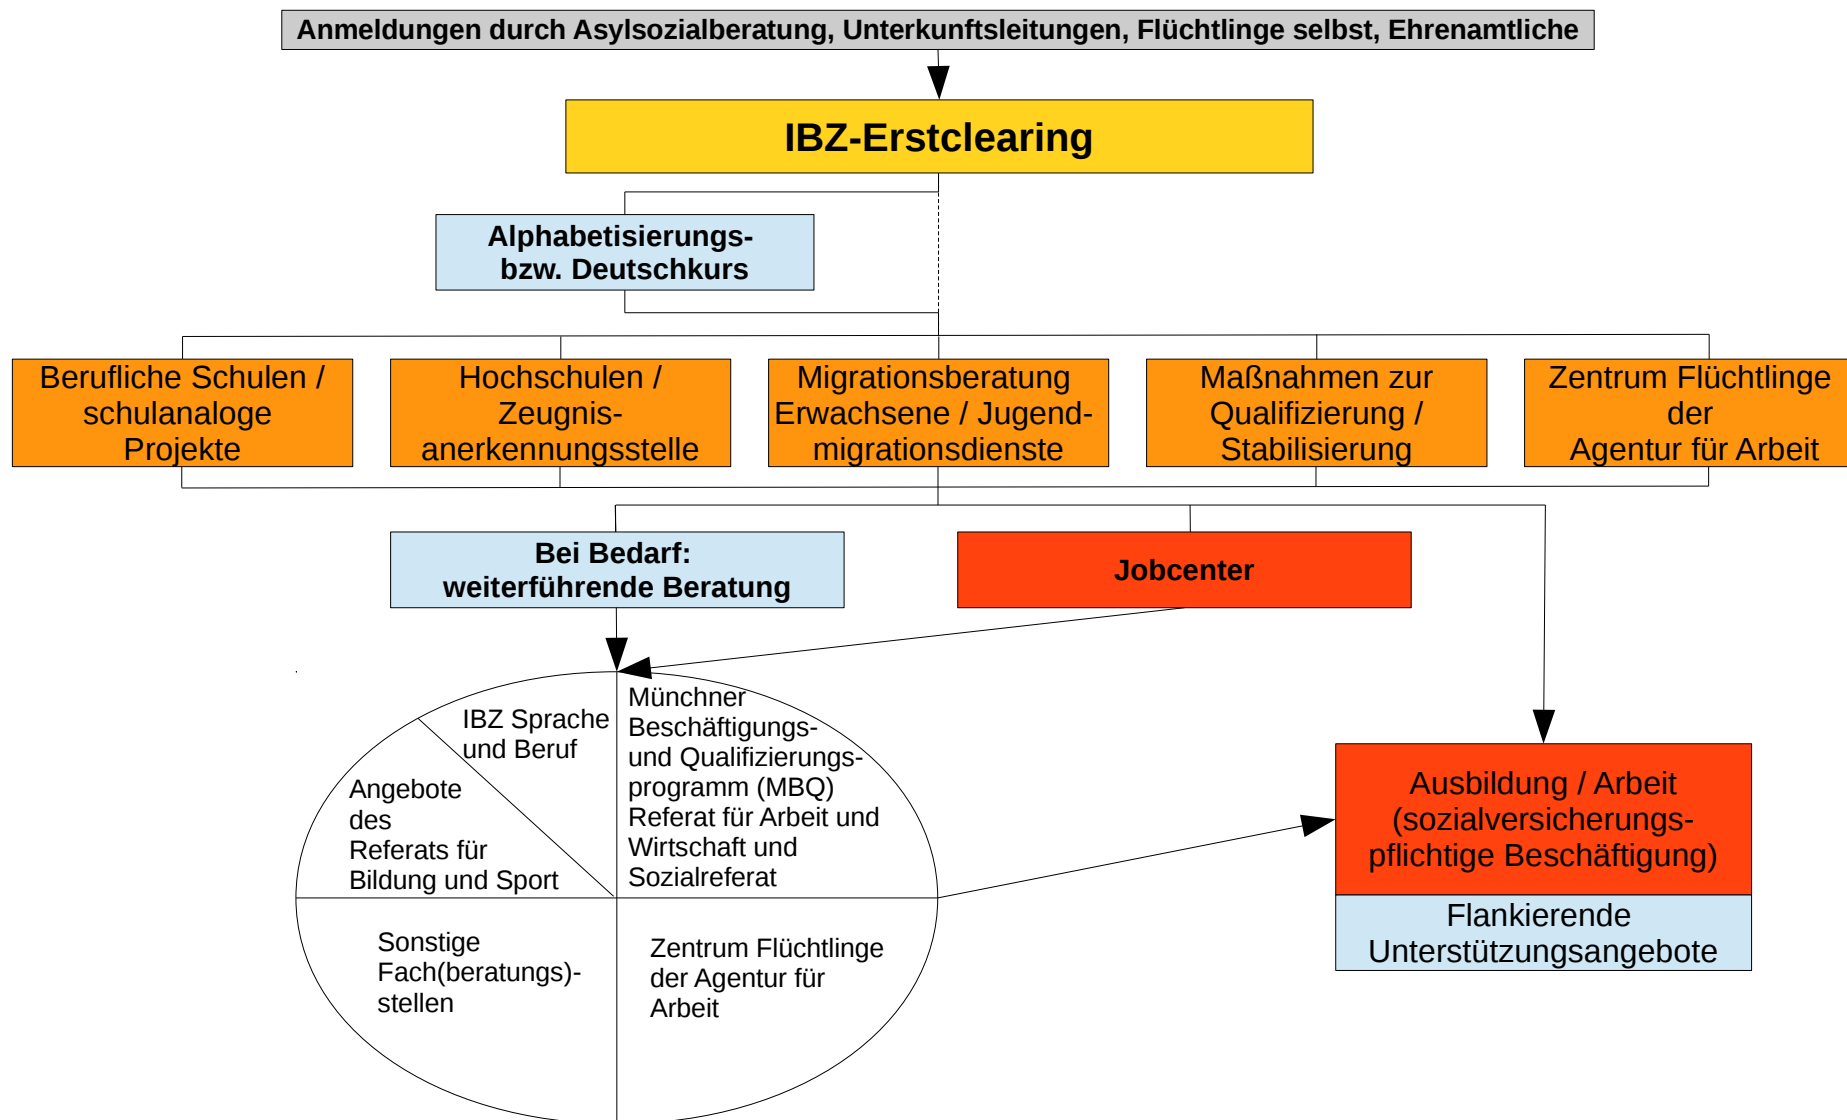 Anmeldungen durch Asylsozialberatung, Unterkunftsleitungen, Flüchtlinge selbst, Ehrenamtliche
IBZ-Erstclearing
Alphabetisierungs-
bzw. Deutschkurs
Berufliche Schulen /
schulanaloge
Projekte
Hochschulen /
Zeugnis-
anerkennungsstelle
Migrationsberatung
Erwachsene / Jugend-
migrationsdienste
Maßnahmen zur
Qualifizierung /
Stabilisierung
Zentrum Flüchtlinge
der
Agentur für Arbeit
Bei Bedarf:
weiterführende Beratung
Jobcenter
IBZ Sprache
und Beruf
Münchner
Beschäftigungs-
und Qualifizierungs-
programm (MBQ)
Referat für Arbeit und
Wirtschaft und
Sozialreferat
Angebote
des
Referats für
Bildung und Sport
Sonstige
Fach(beratungs)-
stellen
Zentrum Flüchtlinge
der Agentur für
Arbeit
Ausbildung / Arbeit
(sozialversicherungs-
pflichtige Beschäftigung)
Flankierende
Unterstützungsangebote